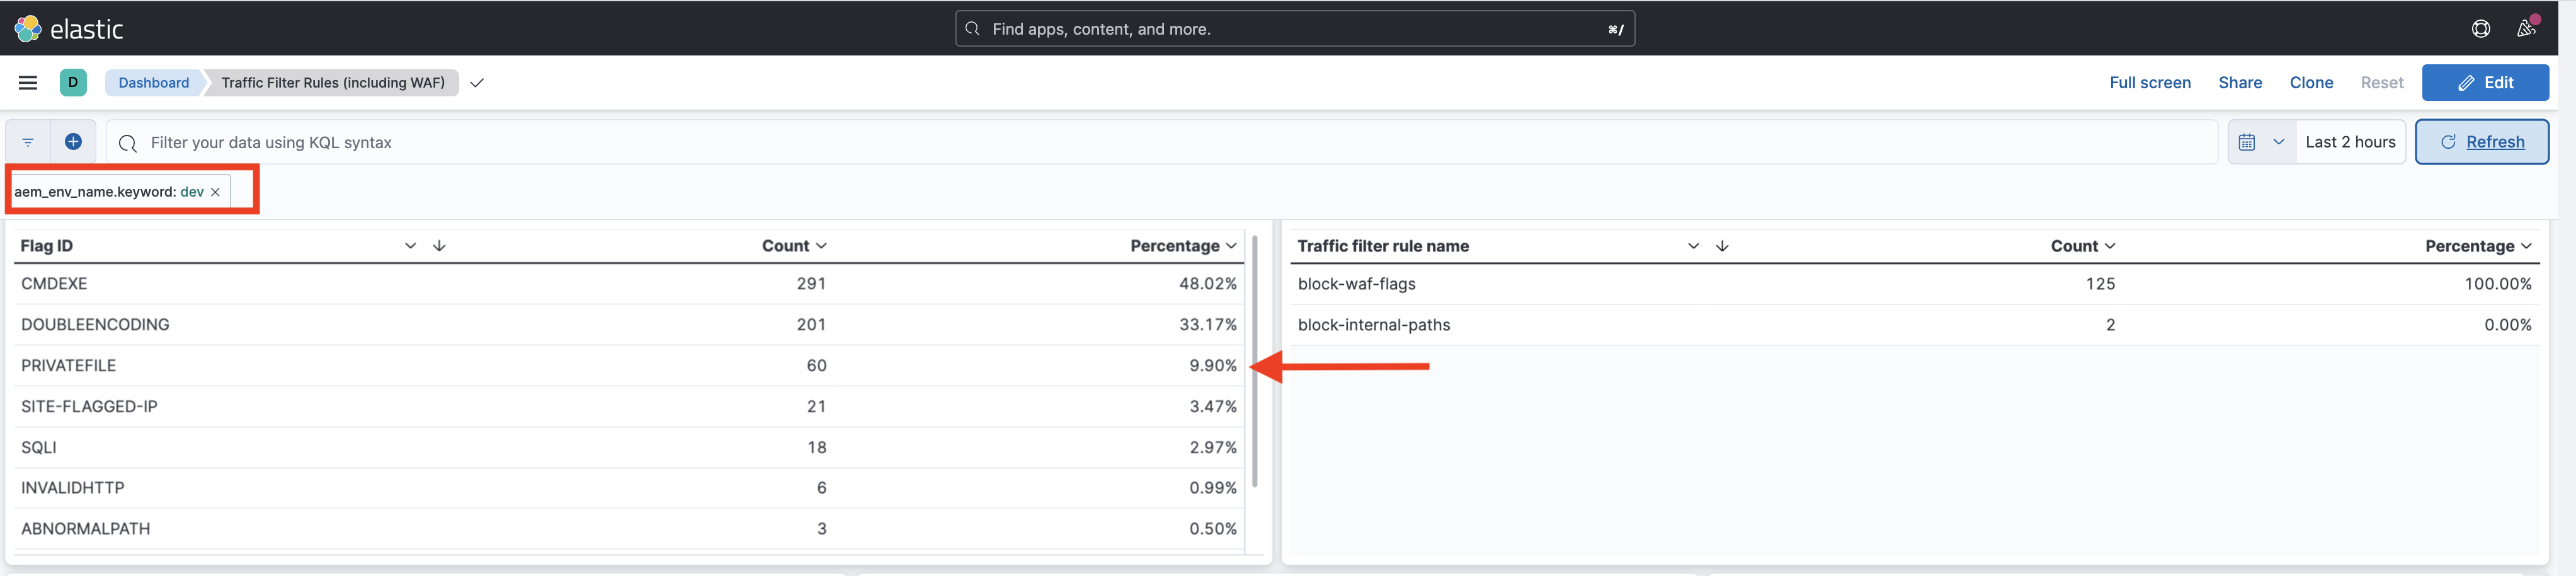 elastic
Find apps, content, and more.
⌘/
D
Dashboard
Traffic Filter Rules (including WAF)
Full screen
Share
Clone
Reset
Edit
Filter your data using KQL syntax
Last 2 hours
Refresh
aem_env_name.keyword: dev
Flag ID Count Percentage
CMDEXE 291 48.02%
DOUBLEENCODING 201 33.17%
PRIVATEFILE 60 9.90%
SITE-FLAGGED-IP 21 3.47%
SQLI 18 2.97%
INVALIDHTTP 6 0.99%
ABNORMALPATH 3 0.50%
Traffic filter rule name Count Percentage
block-waf-flags 125 100.00%
block-internal-paths 2 0.00%